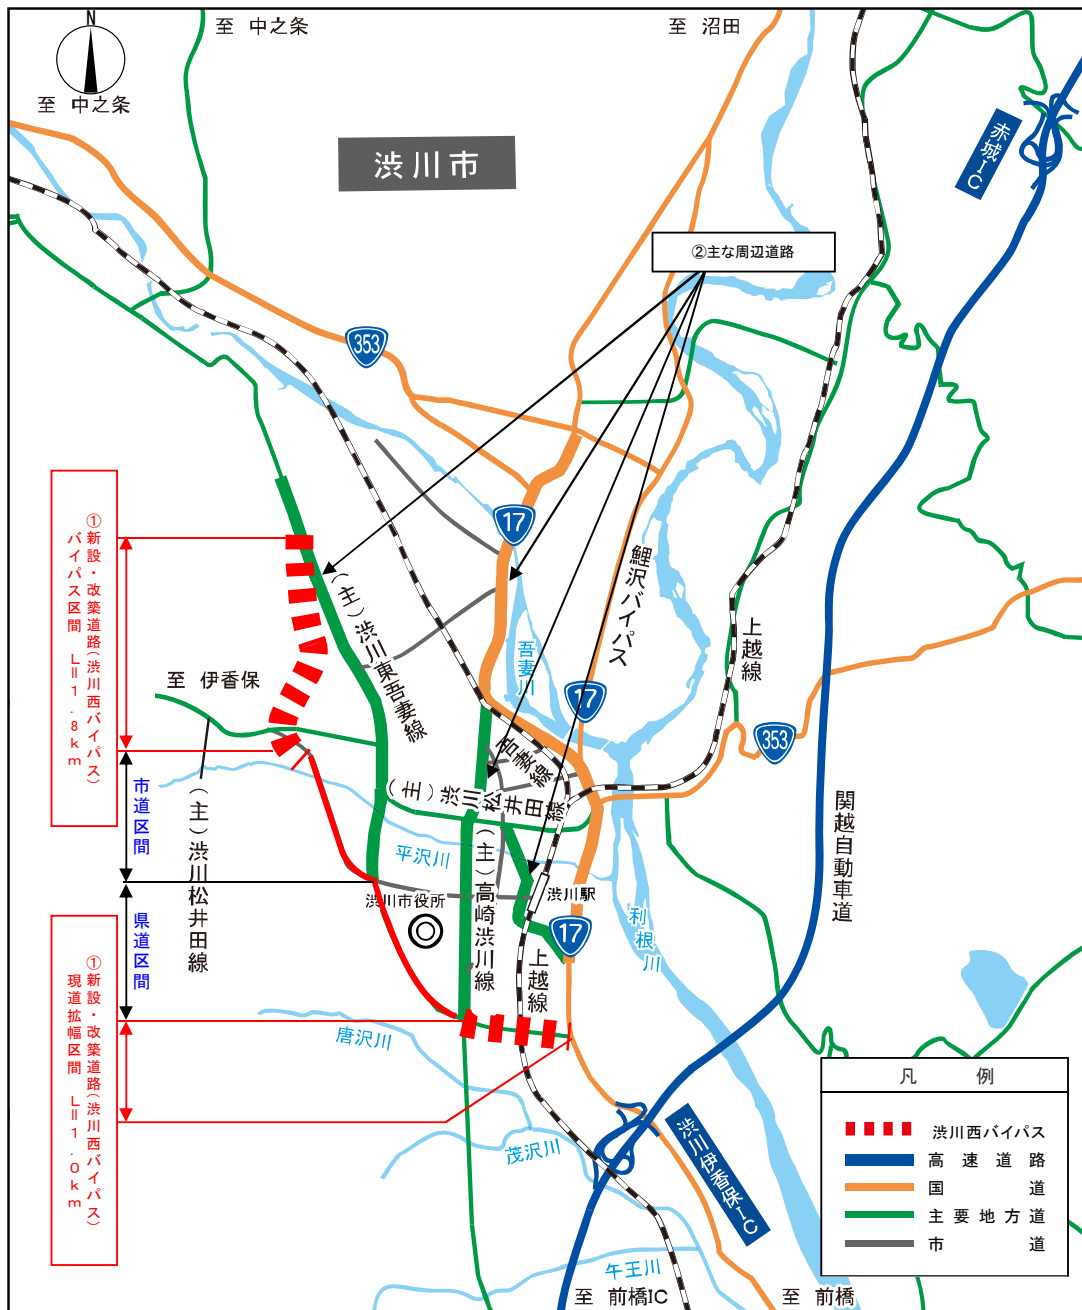 N
至 中之条
至 沼田
至 中之条
渋川市
赤城IC
②主な周辺道路
353
17
①新設・改築道路(渋川西バイパス)
バイパス区間 L=1.8km
(主)渋川東吾妻線
鯉沢バイパス
上越線
吾妻川
至 伊香保
17
353
吾妻線
(主)渋川松井田線
市道区間
(主)渋川松井田線
関越自動車道
平沢川
(主)高崎渋川線
渋川駅
渋川市役所
17
利根川
県道区間
上越線
①新設・改築道路(渋川西バイパス)
現道拡幅区間 L=1.0km
唐沢川
茂沢川
渋川伊香保IC
午王川
至 前橋IC
至 前橋
凡 例
渋川西バイパス
高速道路
国道
主要地方道
市道